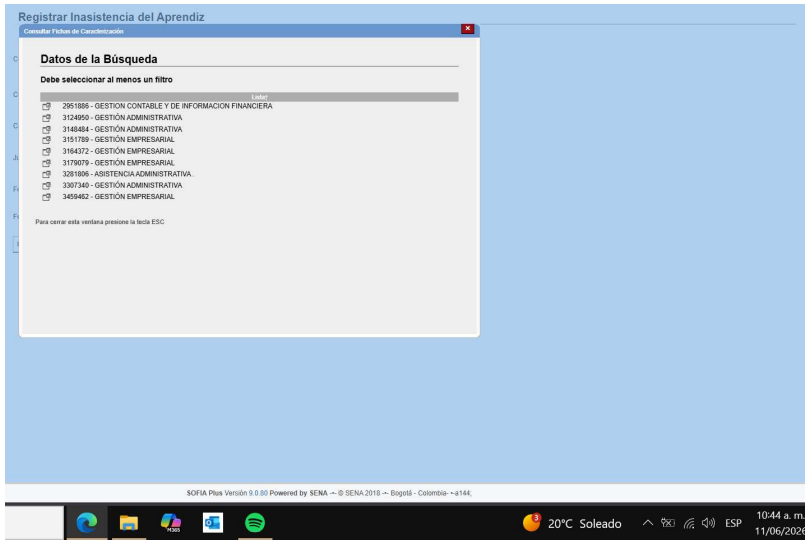 Registrar Inasistencia del Aprendiz
Consultar Fichas de Caracterización
Datos de la Búsqueda
Debe seleccionar al menos un filtro
2951886 - GESTION CONTABLE Y DE INFORMACION FINANCIERA
3124950 - GESTIÓN ADMINISTRATIVA
3148484 - GESTIÓN ADMINISTRATIVA
3151789 - GESTIÓN EMPRESARIAL
3164372 - GESTIÓN EMPRESARIAL
3179079 - GESTIÓN EMPRESARIAL
3281806 - ASISTENCIA ADMINISTRATIVA.
3307340 - GESTIÓN ADMINISTRATIVA
3459462 - GESTIÓN EMPRESARIAL
Para cerrar esta ventana presione la tecla ESC
SOFIA Plus Versión 9.0.80 Powered by SENA -•- © SENA 2018 -•- Bogotá - Colombia- •-a144;
M365
3
20°C Soleado
ESP
10:44 a. m.
11/06/2026